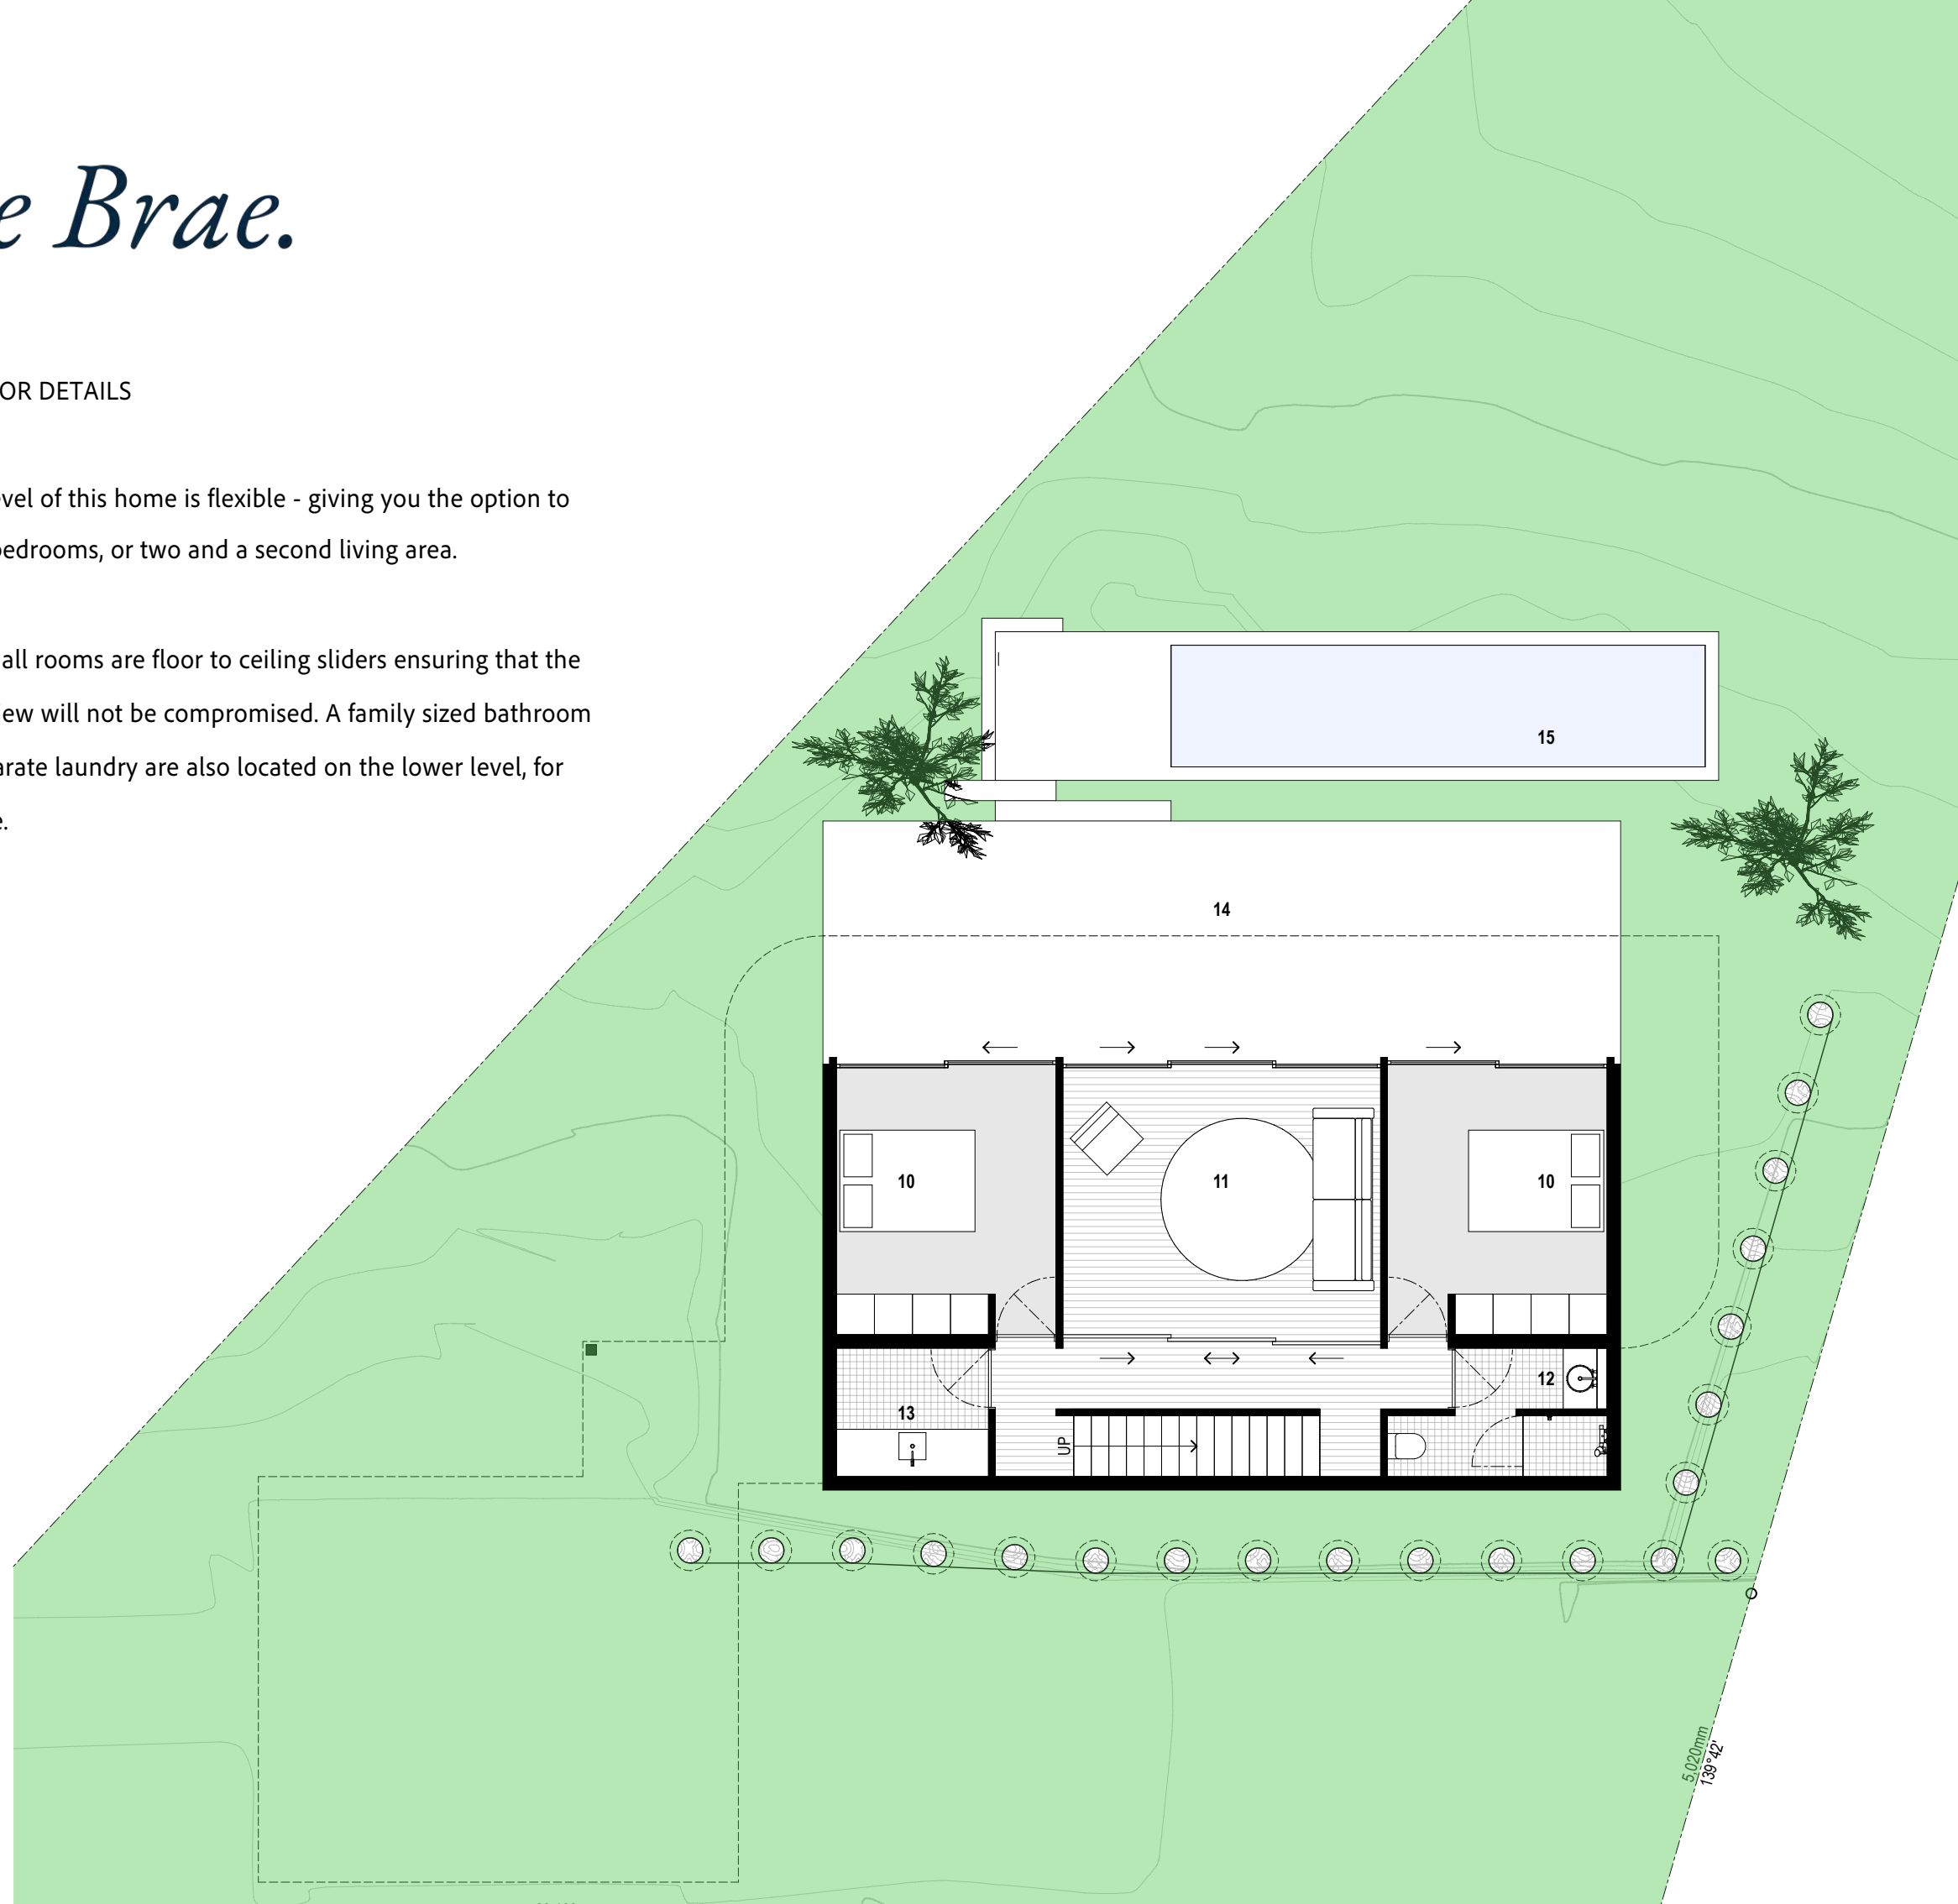 e Brae.
OR DETAILS
evel of this home is flexible - giving you the option to
bedrooms, or two and a second living area.
all rooms are floor to ceiling sliders ensuring that the
iew will not be compromised. A family sized bathroom
arate laundry are also located on the lower level, for
e.
15
14
10
11
10
12
13
UP
5,020mm
139°42'